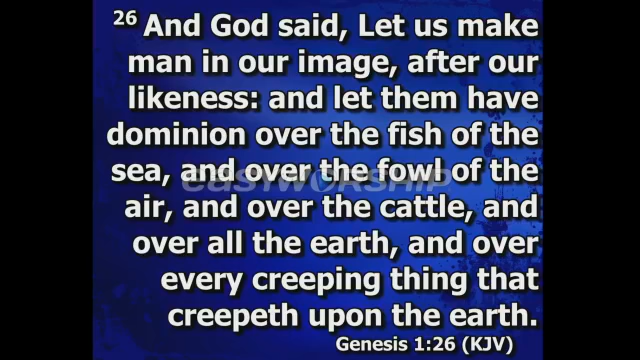 26 And God said, Let us make
man in our image, after our
likeness: and let them have
dominion over the fish of the
sea, and over the fowl of the
EASYWORSHIP
air, and over the cattle, and
over all the earth, and over
every creeping thing that
creepeth upon the earth.
Genesis 1:26 (KJV)